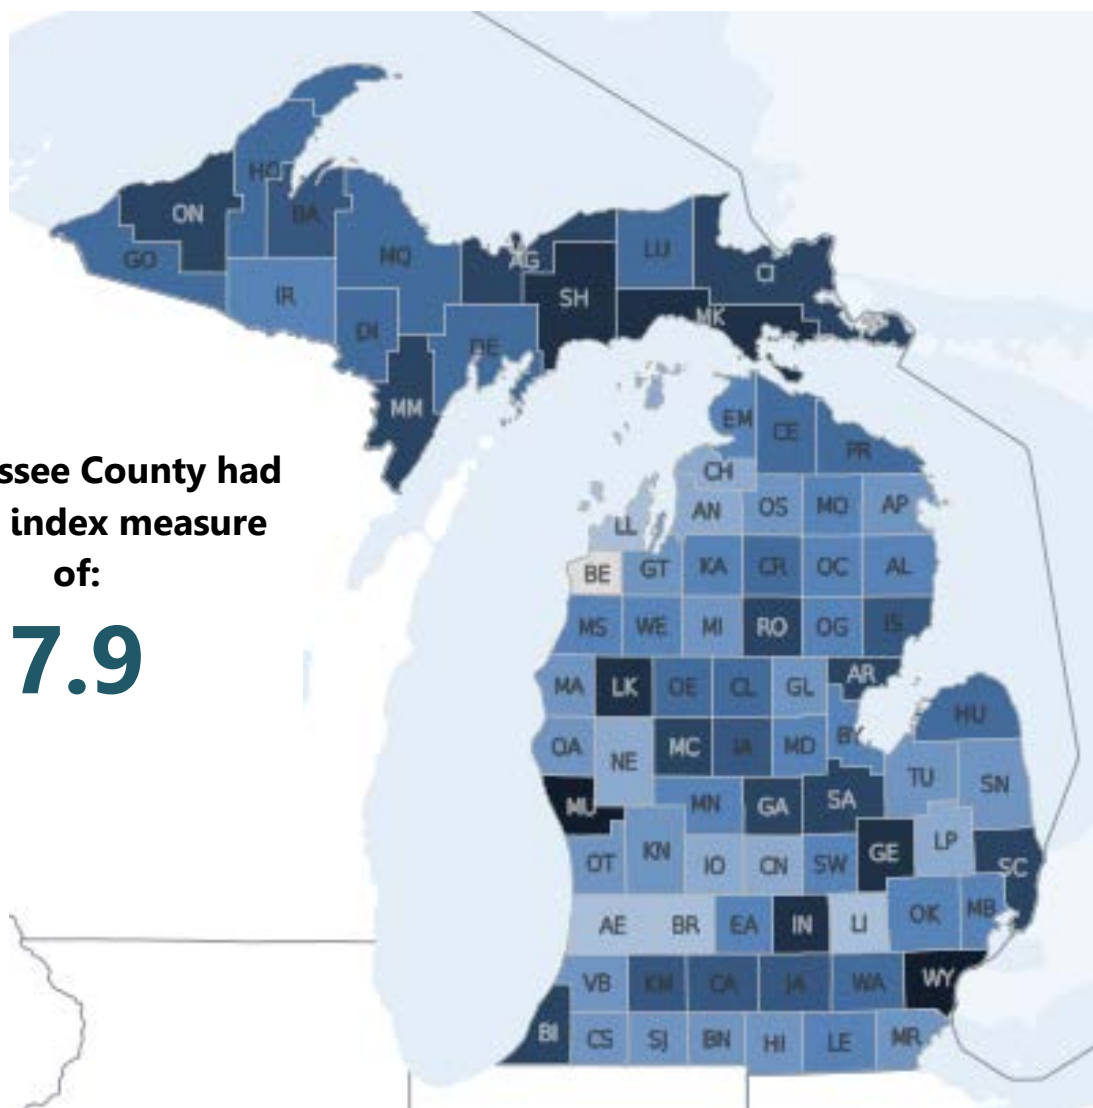 HO
ON
BA
GO
MQ
AG
LU
CI
IR
SH
MK
DI
DE
MM
EM
CE
PR
CH
ssee County had
index measure
of:
7.9
LL
AN
OS
MO
AP
BE
GT
KA
CR
OC
AL
MS
WE
MI
RO
OG
IS
MA
LK
OE
CL
GL
AR
HU
OA
NE
MC
IA
MD
BY
TU
SN
MU
MN
GA
SA
OT
KN
IO
CN
SW
GE
LP
SC
AE
BR
EA
IN
LI
OK
MB
VB
KM
CA
JA
WA
WY
BI
CS
SJ
BN
HI
LE
MR